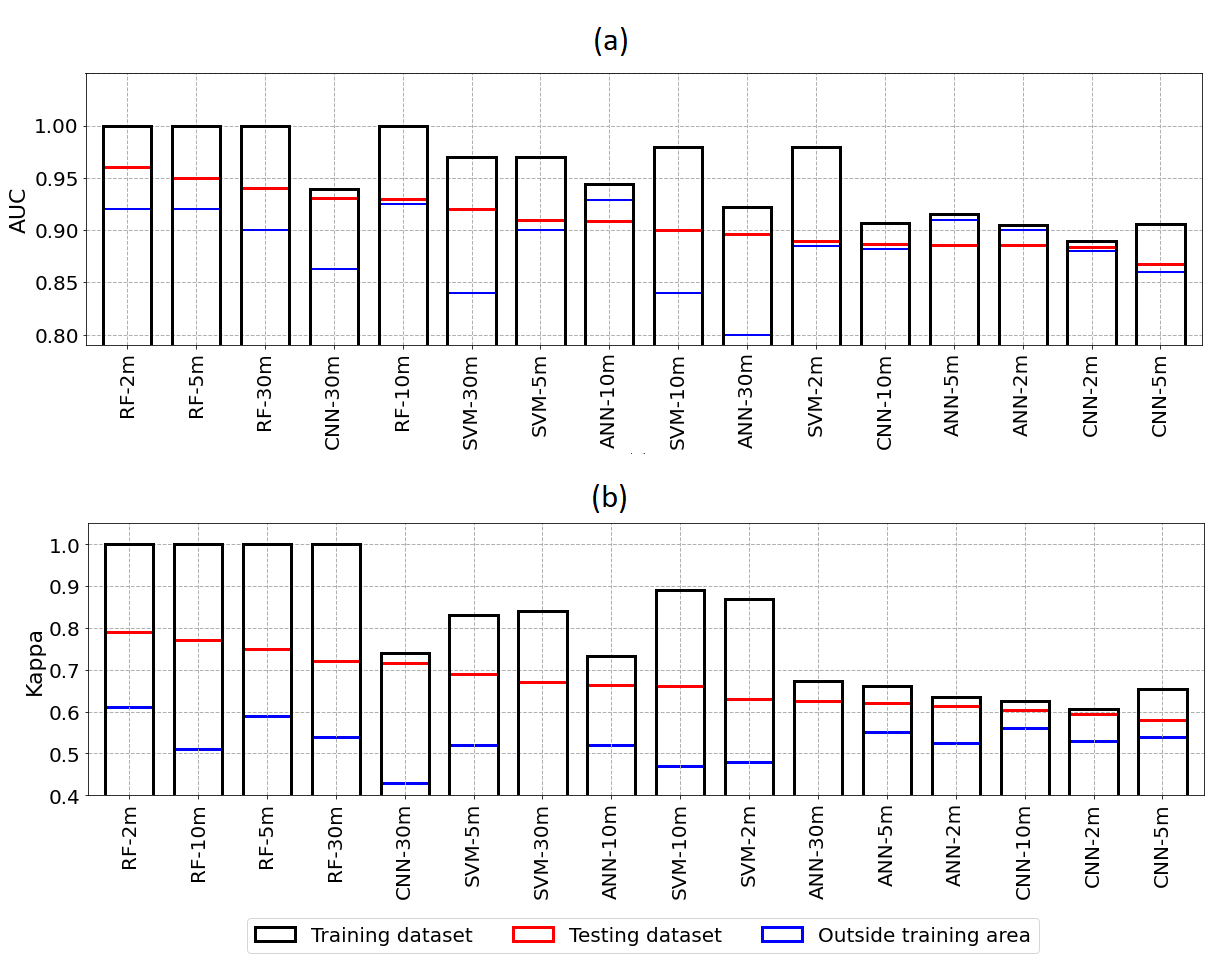 (a)
AUC
1.00
0.95
0.90
0.85
0.80
RF-2m
RF-5m
RF-30m
CNN-30m
RF-10m
SVM-30m
SVM-5m
ANN-10m
SVM-10m
ANN-30m
SVM-2m
CNN-10m
ANN-5m
ANN-2m
CNN-2m
CNN-5m
(b)
Kappa
1.0
0.9
0.8
0.7
0.6
0.5
0.4
RF-2m
RF-10m
RF-5m
RF-30m
CNN-30m
SVM-5m
SVM-30m
ANN-10m
SVM-10m
SVM-2m
ANN-30m
ANN-5m
ANN-2m
CNN-10m
CNN-2m
CNN-5m
Training dataset
Testing dataset
Outside training area